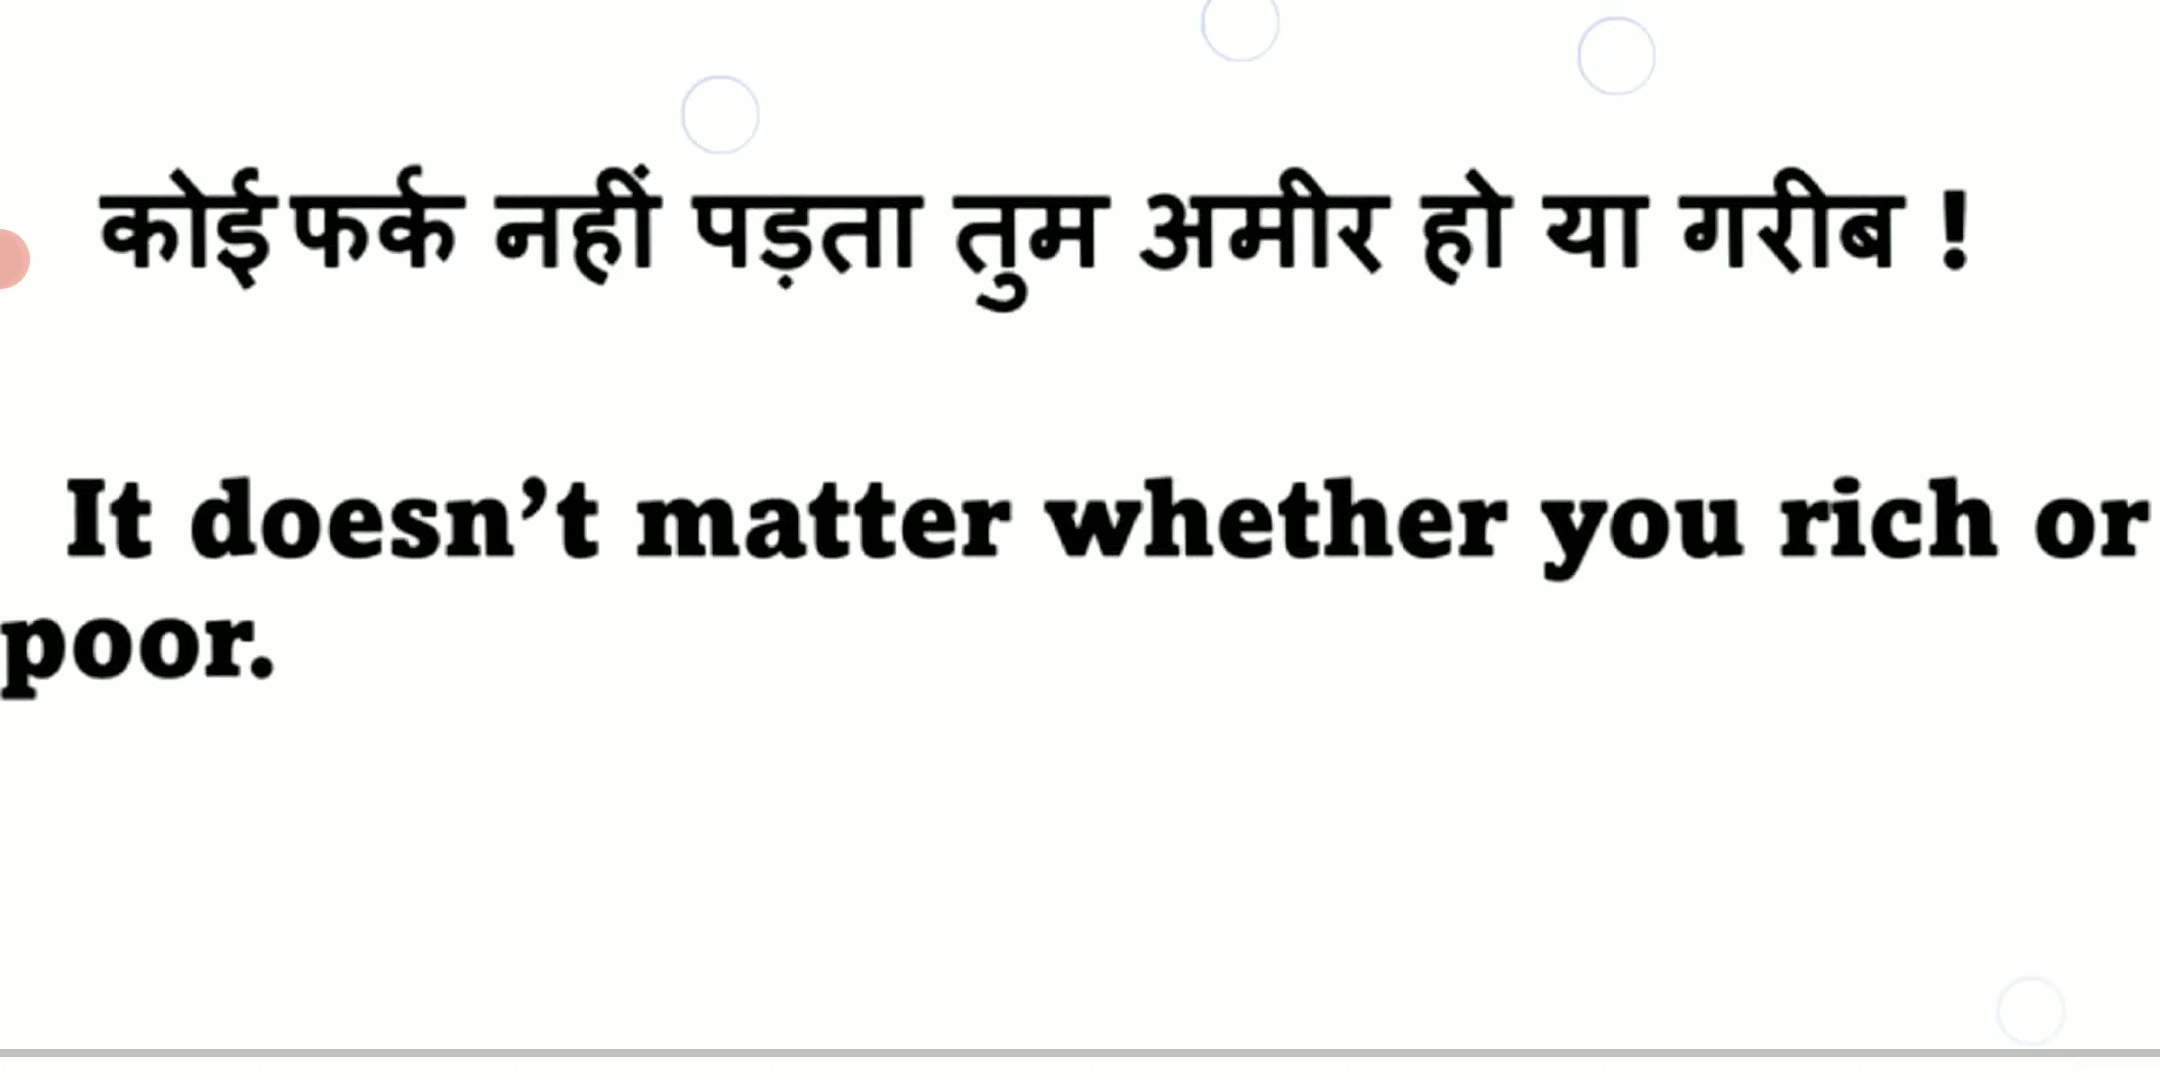 कोई फर्क नहीं पड़ता तुम अमीर हो या गरीब !
It doesn’t matter whether you rich or
poor.